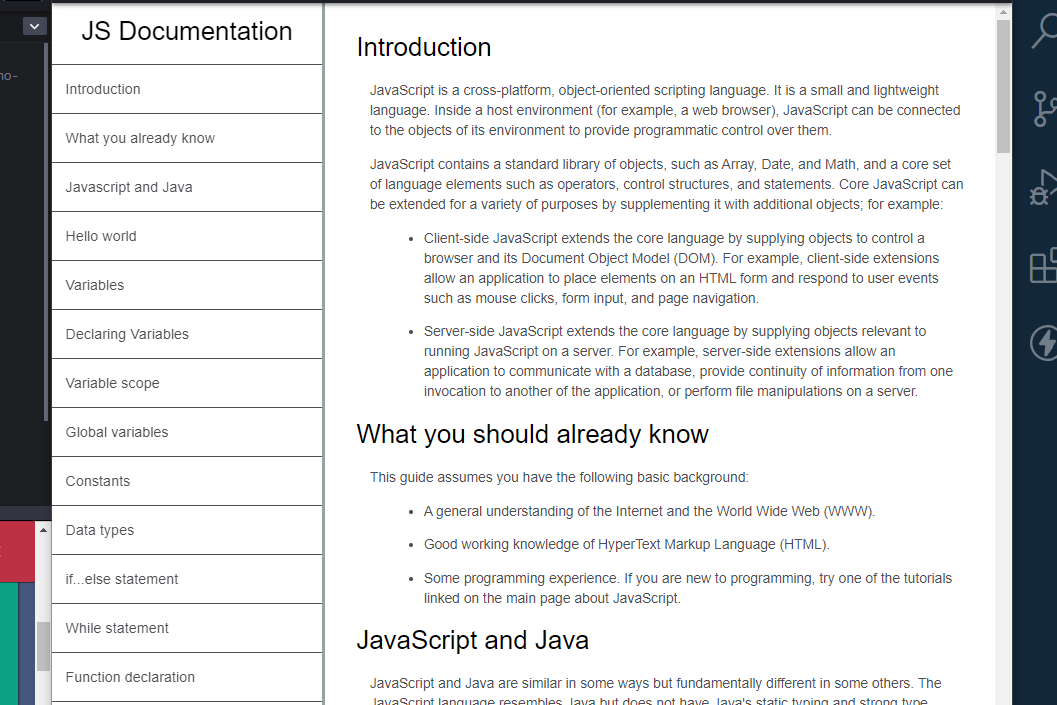 JS Documentation
Introduction
What you already know
Javascript and Java
Hello world
Variables
Declaring Variables
Variable scope
Global variables
Constants
Data types
if...else statement
While statement
Function declaration
Introduction
JavaScript is a cross-platform, object-oriented scripting language. It is a small and lightweight
language. Inside a host environment (for example, a web browser), JavaScript can be connected
to the objects of its environment to provide programmatic control over them.
JavaScript contains a standard library of objects, such as Array, Date, and Math, and a core set
of language elements such as operators, control structures, and statements. Core JavaScript can
be extended for a variety of purposes by supplementing it with additional objects; for example:
• Client-side JavaScript extends the core language by supplying objects to control a
browser and its Document Object Model (DOM). For example, client-side extensions
allow an application to place elements on an HTML form and respond to user events
such as mouse clicks, form input, and page navigation.
• Server-side JavaScript extends the core language by supplying objects relevant to
running JavaScript on a server. For example, server-side extensions allow an
application to communicate with a database, provide continuity of information from one
invocation to another of the application, or perform file manipulations on a server.
What you should already know
This guide assumes you have the following basic background:
• A general understanding of the Internet and the World Wide Web (WWW).
• Good working knowledge of HyperText Markup Language (HTML).
• Some programming experience. If you are new to programming, try one of the tutorials
linked on the main page about JavaScript.
JavaScript and Java
JavaScript and Java are similar in some ways but fundamentally different in some others. The
JavaScript language resembles Java but does not have Java's static typing and strong type